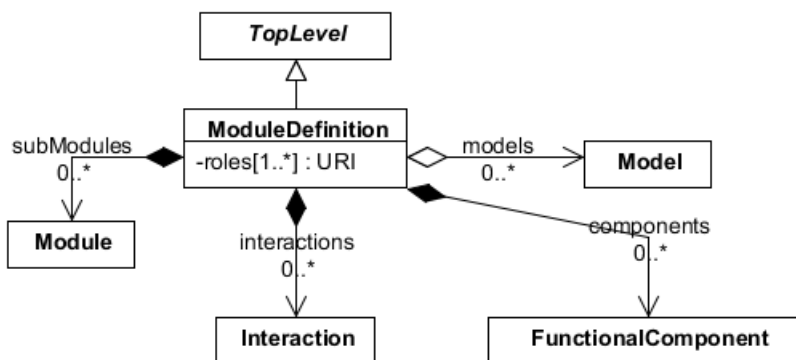 TopLevel
ModuleDefinition
-roles[1..*] : URI
subModules
0..*
models
0..*
Model
Module
interactions
0..*
components
0..*
Interaction
FunctionalComponent